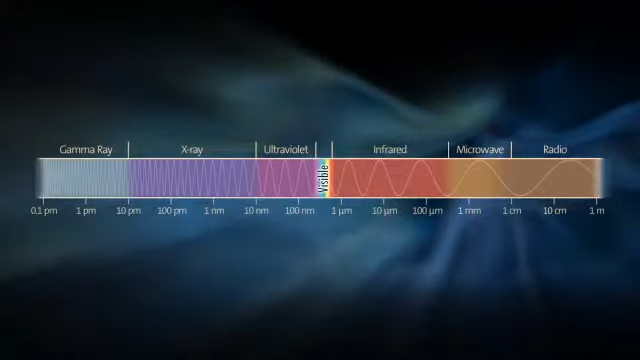 Gamma Ray X-ray Ultraviolet Infrared Microwave Radio
Visible
0.1 pm 1 pm 10 pm 100 pm 1 nm 10 nm 100 nm 1 µm 10 µm 100 µm 1 mm 1 cm 10 cm 1 m